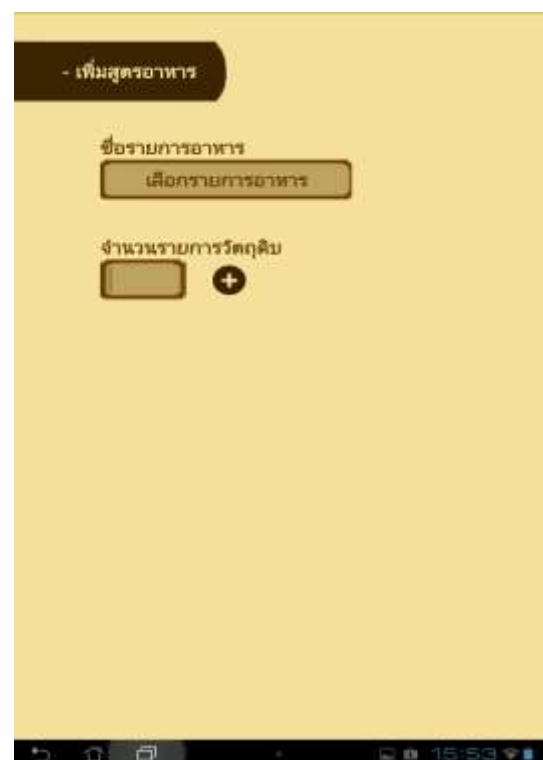 - เพิ่มสูตรอาหาร
ชื่อรายการอาหาร
เลือกรายการอาหาร
จำนวนรายการวัตถุดิบ
15:53